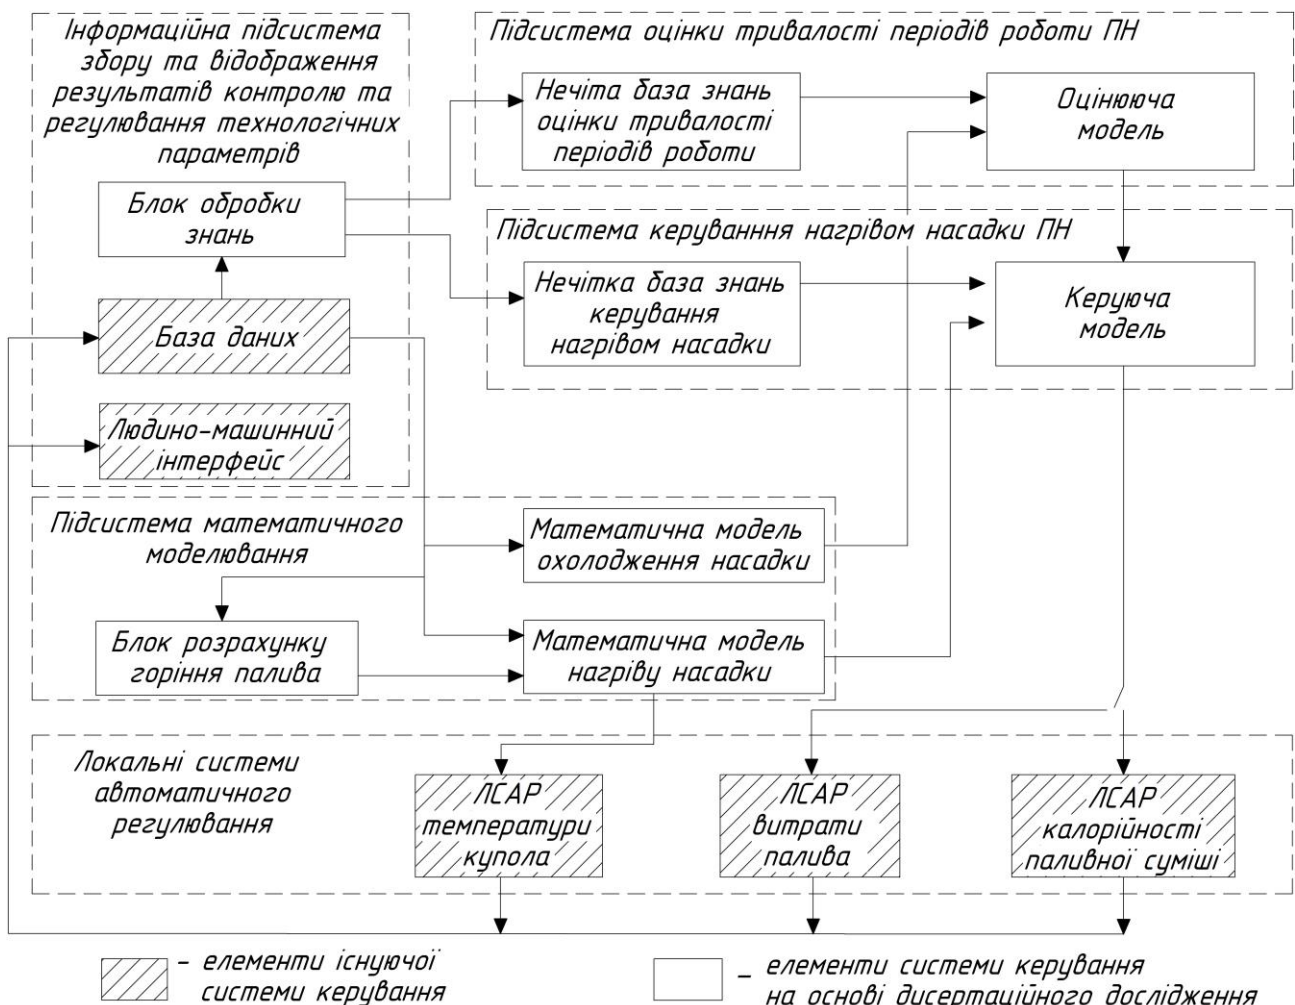 Інформаційна підсистема
збору та відображення
результатів контролю та
регулювання технологічних
параметрів
Блок обробки
знань
База даних
Людино-машинний
інтерфейс
Підсистема оцінки тривалості періодів роботи ПН
Нечіта база знань
оцінки тривалості
періодів роботи
Оцінююча
модель
Підсистема керуванння нагрівом насадки ПН
Нечітка база знань
керування
нагрівом насадки
Керуюча
модель
Підсистема математичного
моделювання
Математична модель
охолодження насадки
Блок розрахунку
горіння палива
Математична модель
нагріву насадки
Локальні системи
автоматичного
регулювання
ЛСАР
температури
купола
ЛСАР
витрати
палива
ЛСАР
калорійності
паливної суміші
– елементи існуючої
системи керування
– елементи системи керування
на основі дисертаційного дослідження